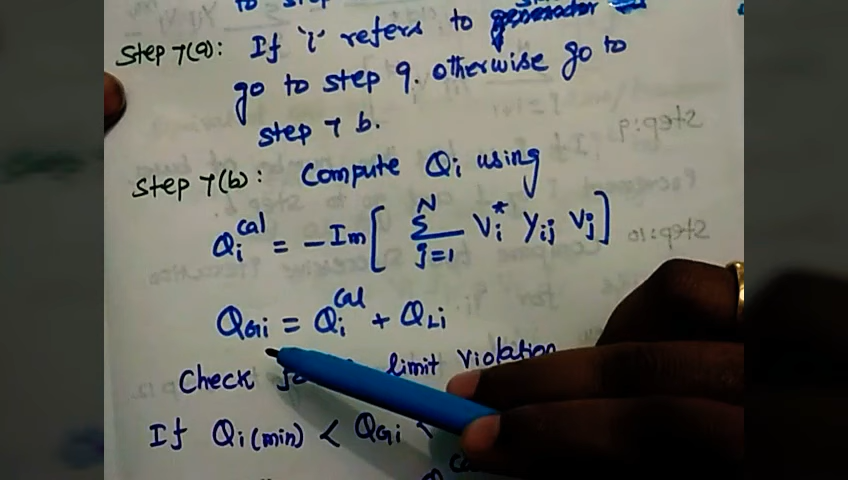 to step
Step 7(a): If 'i' refers to generator
go to step 9. otherwise go to
step 7 b.
Step 7(b): Compute Qi using
Qi^cal = -Im[ Σ_{j=1}^{N} Vi* Yij Vj ]
QGi = Qi^cal + QLi
Check limit violation
If Qi(min) < QGi <